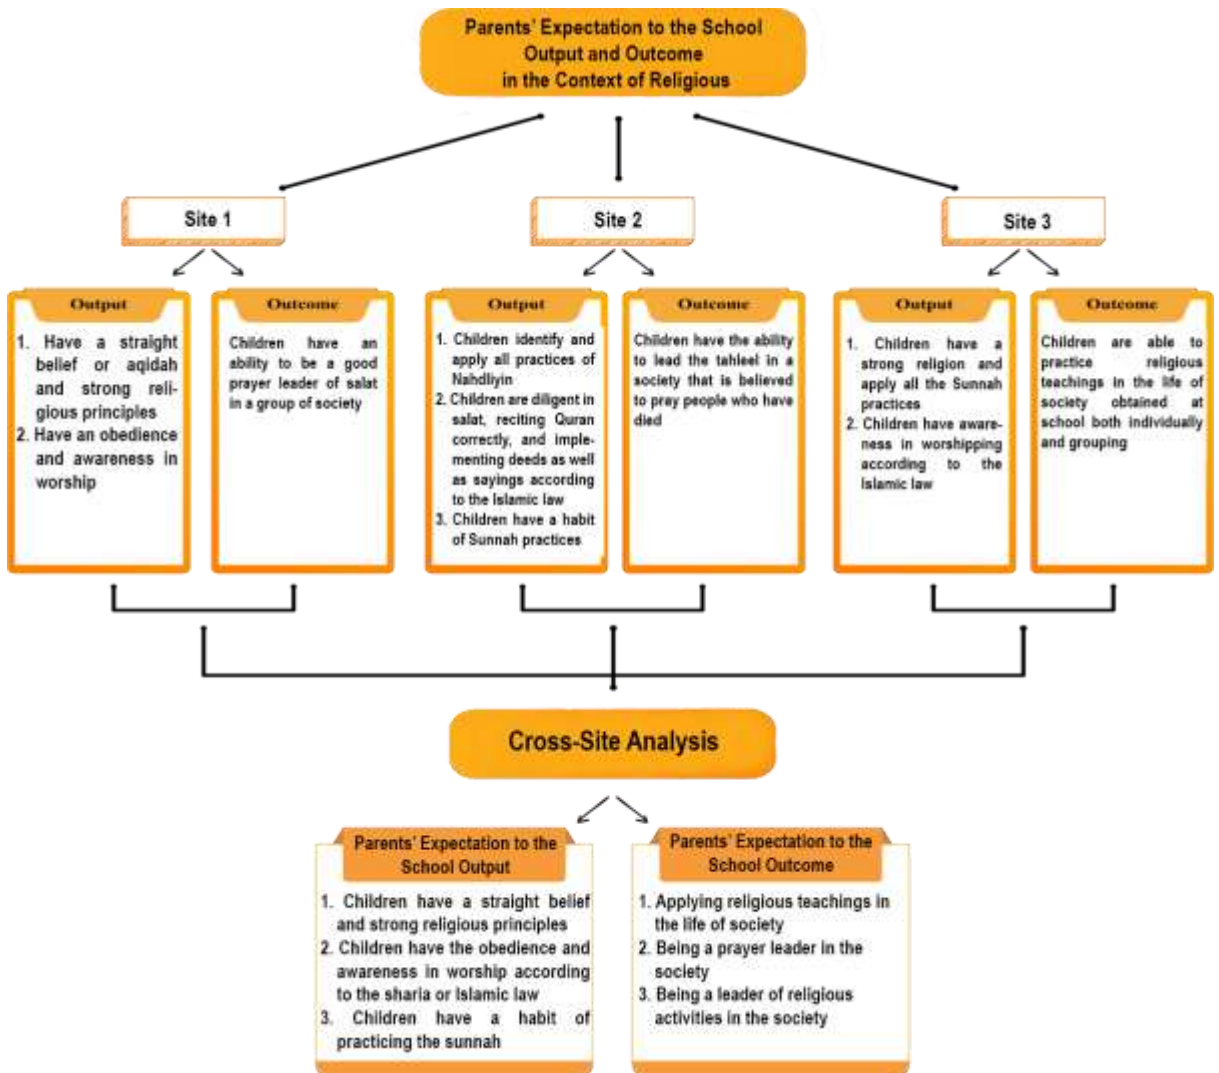 Parents' Expectation to the School
Output and Outcome
in the Context of Religious
Site 1
Site 2
Site 3
Output
1. Have a straight
belief or aqidah
and strong reli-
gious principles
2. Have an obedience
and awareness in
worship
Outcome
Children have an
ability to be a good
prayer leader of salat
in a group of society
Output
1. Children identify and
apply all practices of
Nahdliyin
2. Children are diligent in
salat, reciting Quran
correctly, and imple-
menting deeds as well
as sayings according
to the Islamic law
3. Children have a habit
of Sunnah practices
Outcome
Children have the ability
to lead the tahleel in a
society that is believed
to pray people who have
died
Output
1. Children have a
strong religion and
apply all the Sunnah
practices
2. Children have aware-
ness in worshipping
according to the
Islamic law
Outcome
Children are able to
practice religious
teachings in the life of
society obtained at
school both individually
and grouping
Cross-Site Analysis
Parents' Expectation to the
School Output
1. Children have a straight belief
and strong religious principles
2. Children have the obedience and
awareness in worship according
to the sharia or Islamic law
3. Children have a habit of
practicing the sunnah
Parents' Expectation to the
School Outcome
1. Applying religious teachings in
the life of society
2. Being a prayer leader in the
society
3. Being a leader of religious
activities in the society